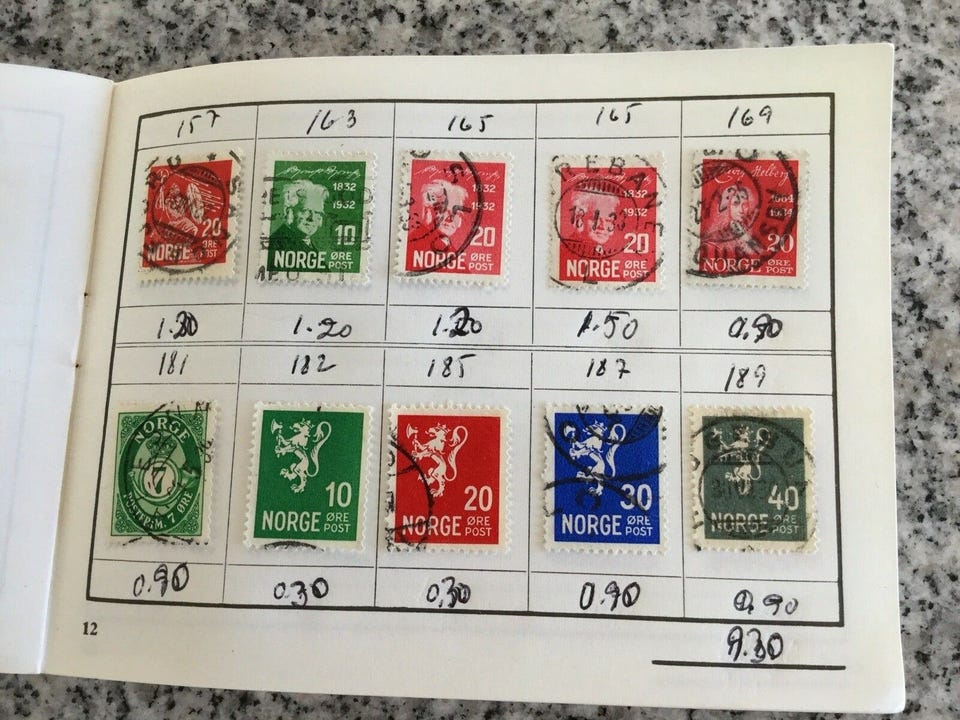 157 163 165 165 169
20 ØRE
NORGE POST
1832
1932
10
NORGE ØRE POST
1832
1932
20
NORGE ØRE POST
1832
1932
20
NORGE ØRE POST
1684
1934
20
NORGE ØRE POST
1.20 1.20 1.20 1.50 0.90
181 182 185 187 189
NORGE
7
POSTFRIM. 7 ØRE
10
NORGE ØRE POST
20
NORGE ØRE POST
30
NORGE ØRE POST
40
NORGE ØRE POST
0.90 0.30 0.30 0.90 0.90
12
9.30